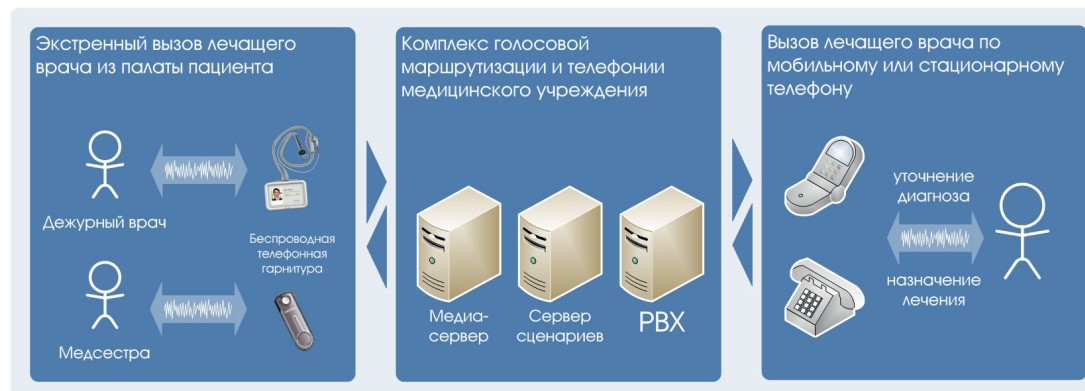 Экстренный вызов лечащего
врача из палаты пациента
Дежурный врач
Беспроводная
телефонная
гарнитура
Медсестра
Комплекс голосовой
маршрутизации и телефонии
медицинского учреждения
Медиа-
сервер
Сервер
сценариев
PBX
Вызов лечащего врача по
мобильному или стационарному
телефону
уточнение
диагноза
назначение
лечения